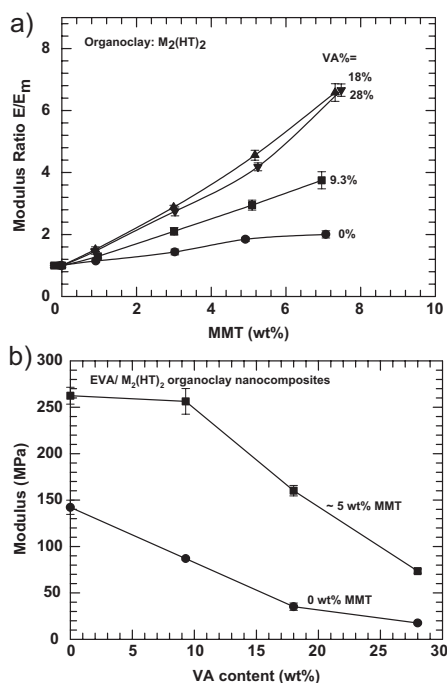 a)
Organoclay: M2(HT)2
VA%=
18%
28%
9.3%
0%
Modulus Ratio E/Em
8
6
4
2
0
0 2 4 6 8 10
MMT (wt%)
b)
EVA/ M2(HT)2 organoclay nanocomposites
~ 5 wt% MMT
0 wt% MMT
Modulus (MPa)
300
250
200
150
100
50
0
0 5 10 15 20 25 30
VA content (wt%)